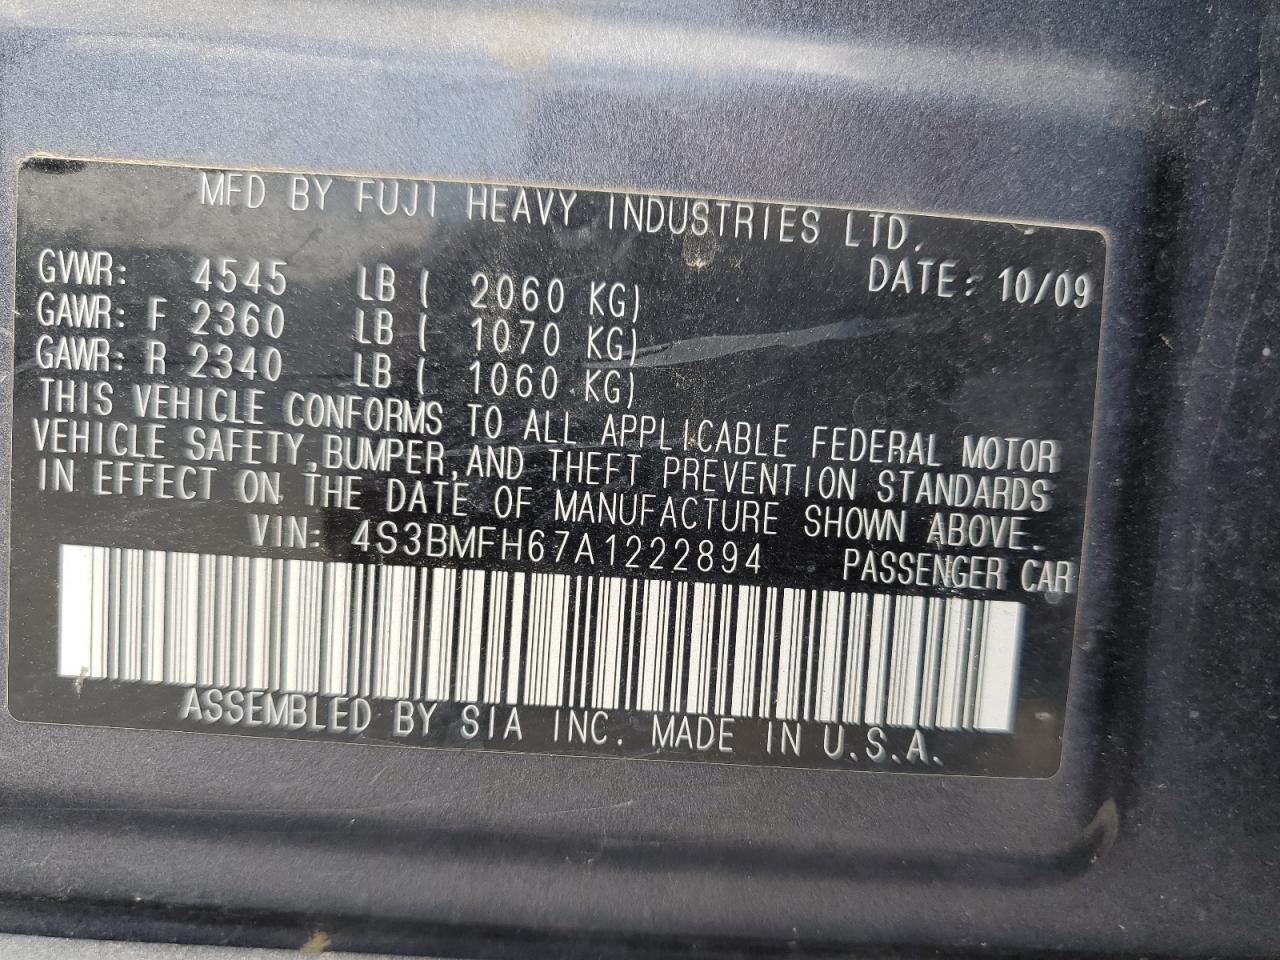 MFD BY FUJI HEAVY INDUSTRIES LTD.
DATE: 10/09
GVWR: 4545 LB ( 2060 KG)
GAWR: F 2360 LB ( 1070 KG)
GAWR: R 2340 LB ( 1060 KG)
THIS VEHICLE CONFORMS TO ALL APPLICABLE FEDERAL MOTOR
VEHICLE SAFETY, BUMPER, AND THEFT PREVENTION STANDARDS
IN EFFECT ON THE DATE OF MANUFACTURE SHOWN ABOVE.
VIN: 4S3BMFH67A1222894 PASSENGER CAR
ASSEMBLED BY SIA INC. MADE IN U.S.A.